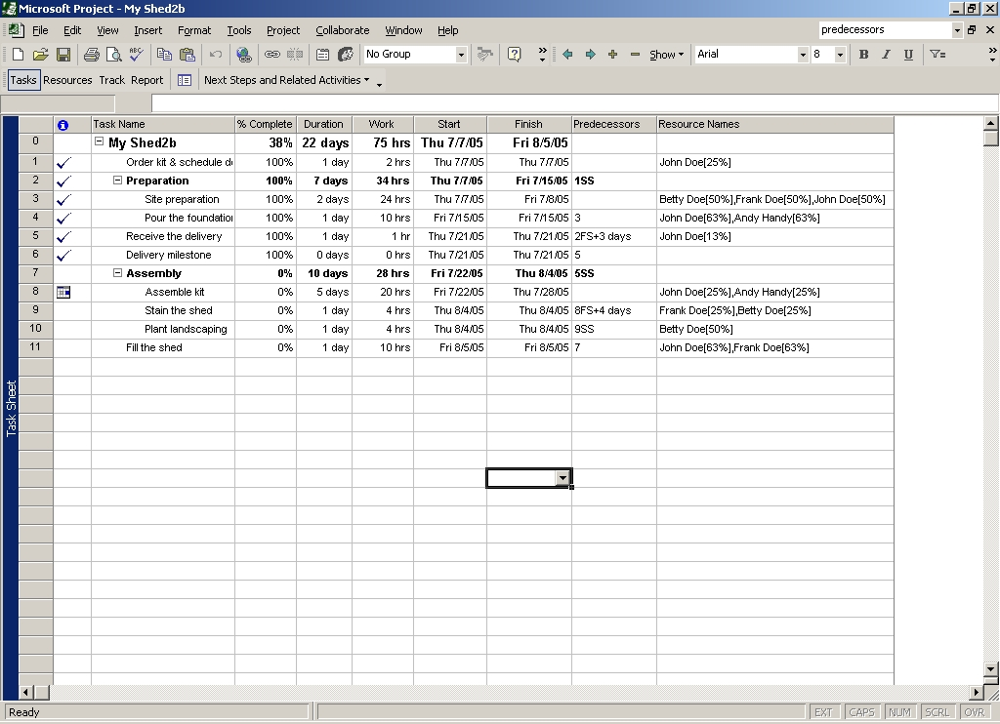 Microsoft Project - My Shed2b
File Edit View Insert Format Tools Project Collaborate Window Help predecessors
No Group Show Arial 8 B I U
Tasks Resources Track Report Next Steps and Related Activities
Task Name % Complete Duration Work Start Finish Predecessors Resource Names
0 My Shed2b 38% 22 days 75 hrs Thu 7/7/05 Fri 8/5/05
1 Order kit & schedule d 100% 1 day 2 hrs Thu 7/7/05 Thu 7/7/05 John Doe[25%]
2 Preparation 100% 7 days 34 hrs Thu 7/7/05 Fri 7/15/05 1SS
3 Site preparation 100% 2 days 24 hrs Thu 7/7/05 Fri 7/8/05 Betty Doe[50%],Frank Doe[50%],John Doe[50%]
4 Pour the foundation 100% 1 day 10 hrs Fri 7/15/05 Fri 7/15/05 3 John Doe[63%],Andy Handy[63%]
5 Receive the delivery 100% 1 day 1 hr Thu 7/21/05 Thu 7/21/05 2FS+3 days John Doe[13%]
6 Delivery milestone 100% 0 days 0 hrs Thu 7/21/05 Thu 7/21/05 5
7 Assembly 0% 10 days 28 hrs Fri 7/22/05 Thu 8/4/05 5SS
8 Assemble kit 0% 5 days 20 hrs Fri 7/22/05 Thu 7/28/05 John Doe[25%],Andy Handy[25%]
9 Stain the shed 0% 1 day 4 hrs Thu 8/4/05 Thu 8/4/05 8FS+4 days Frank Doe[25%],Betty Doe[25%]
10 Plant landscaping 0% 1 day 4 hrs Thu 8/4/05 Thu 8/4/05 9SS Betty Doe[50%]
11 Fill the shed 0% 1 day 10 hrs Fri 8/5/05 Fri 8/5/05 7 John Doe[63%],Frank Doe[63%]
Task Sheet
Ready EXT CAPS NUM SCRL OVR